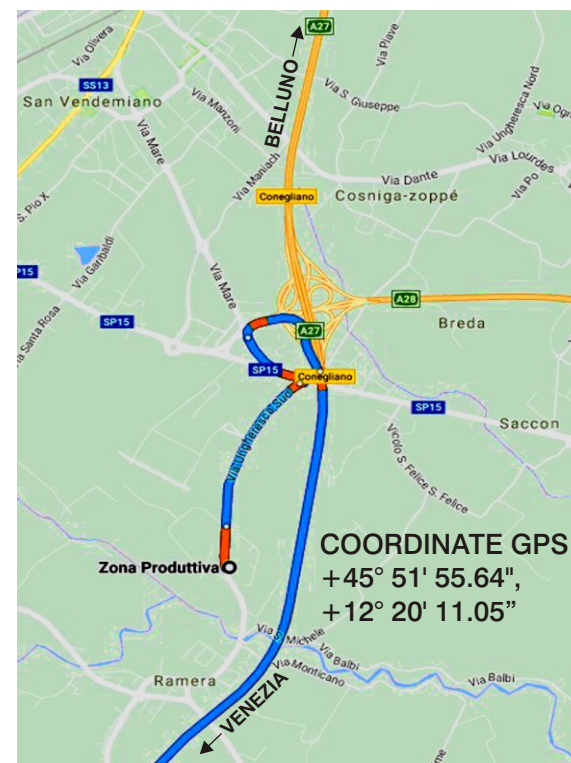 A27
BELLUNO
Via Piave
Via Olivera
SS13
San Vendemiano
Via Manzoni
Via S. Giuseppe
Via Ungheresca Nord
Via Mare
Via Maniach
Via Lourdes
Via Dante
Via Po
Conegliano
Cosniga-zoppé
S. Pio X
Via Garibaldi
P15
Via Mare
A28
SP15
A27
Breda
ia Santa Rosa
SP15
Conegliano
SP15
Saccon
Via Ungheresca Sud
Vicolo S. Felice S. Felice
COORDINATE GPS
+45° 51' 55.64",
+12° 20' 11.05”
Zona Produttiva
Via S. Michele
Via Balbi
Via Monticano
Via Balbi
Ramera
VENEZIA